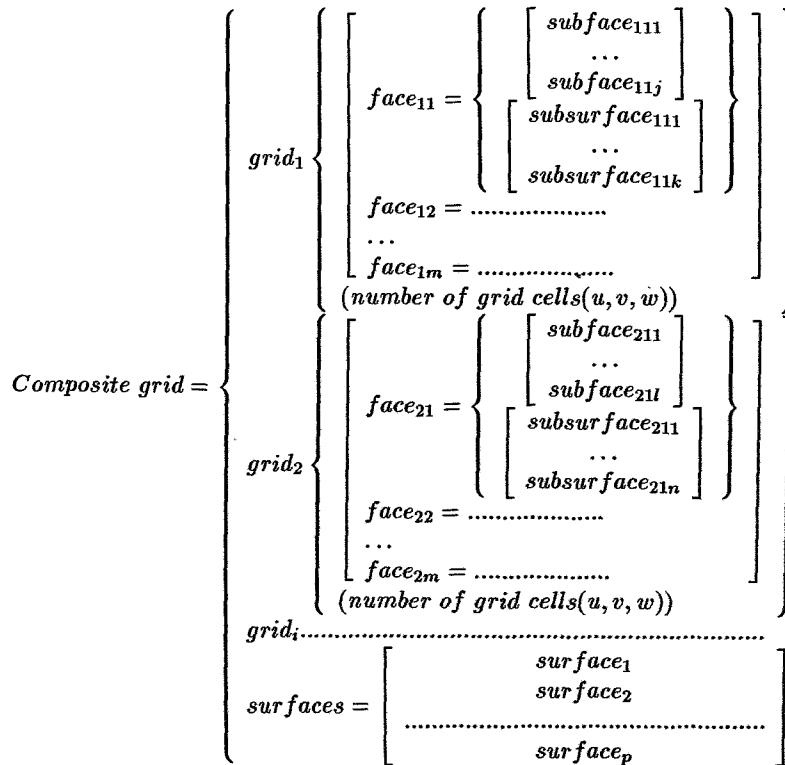 subface₁₁₁
...
subface₁₁ⱼ
face₁₁ =
subsurface₁₁₁
...
subsurface₁₁ₖ
grid₁
face₁₂ = .....................
...
face₁ₘ = .....................
(number of grid cells(u, v, w))
subface₂₁₁
...
subface₂₁ₗ
Composite grid =
face₂₁ =
subsurface₂₁₁
...
subsurface₂₁ₙ
grid₂
face₂₂ = .....................
...
face₂ₘ = .....................
(number of grid cells(u, v, w))
gridᵢ........................................................................
surface₁
surface₂
surfaces =
........................................................
surfaceₚ